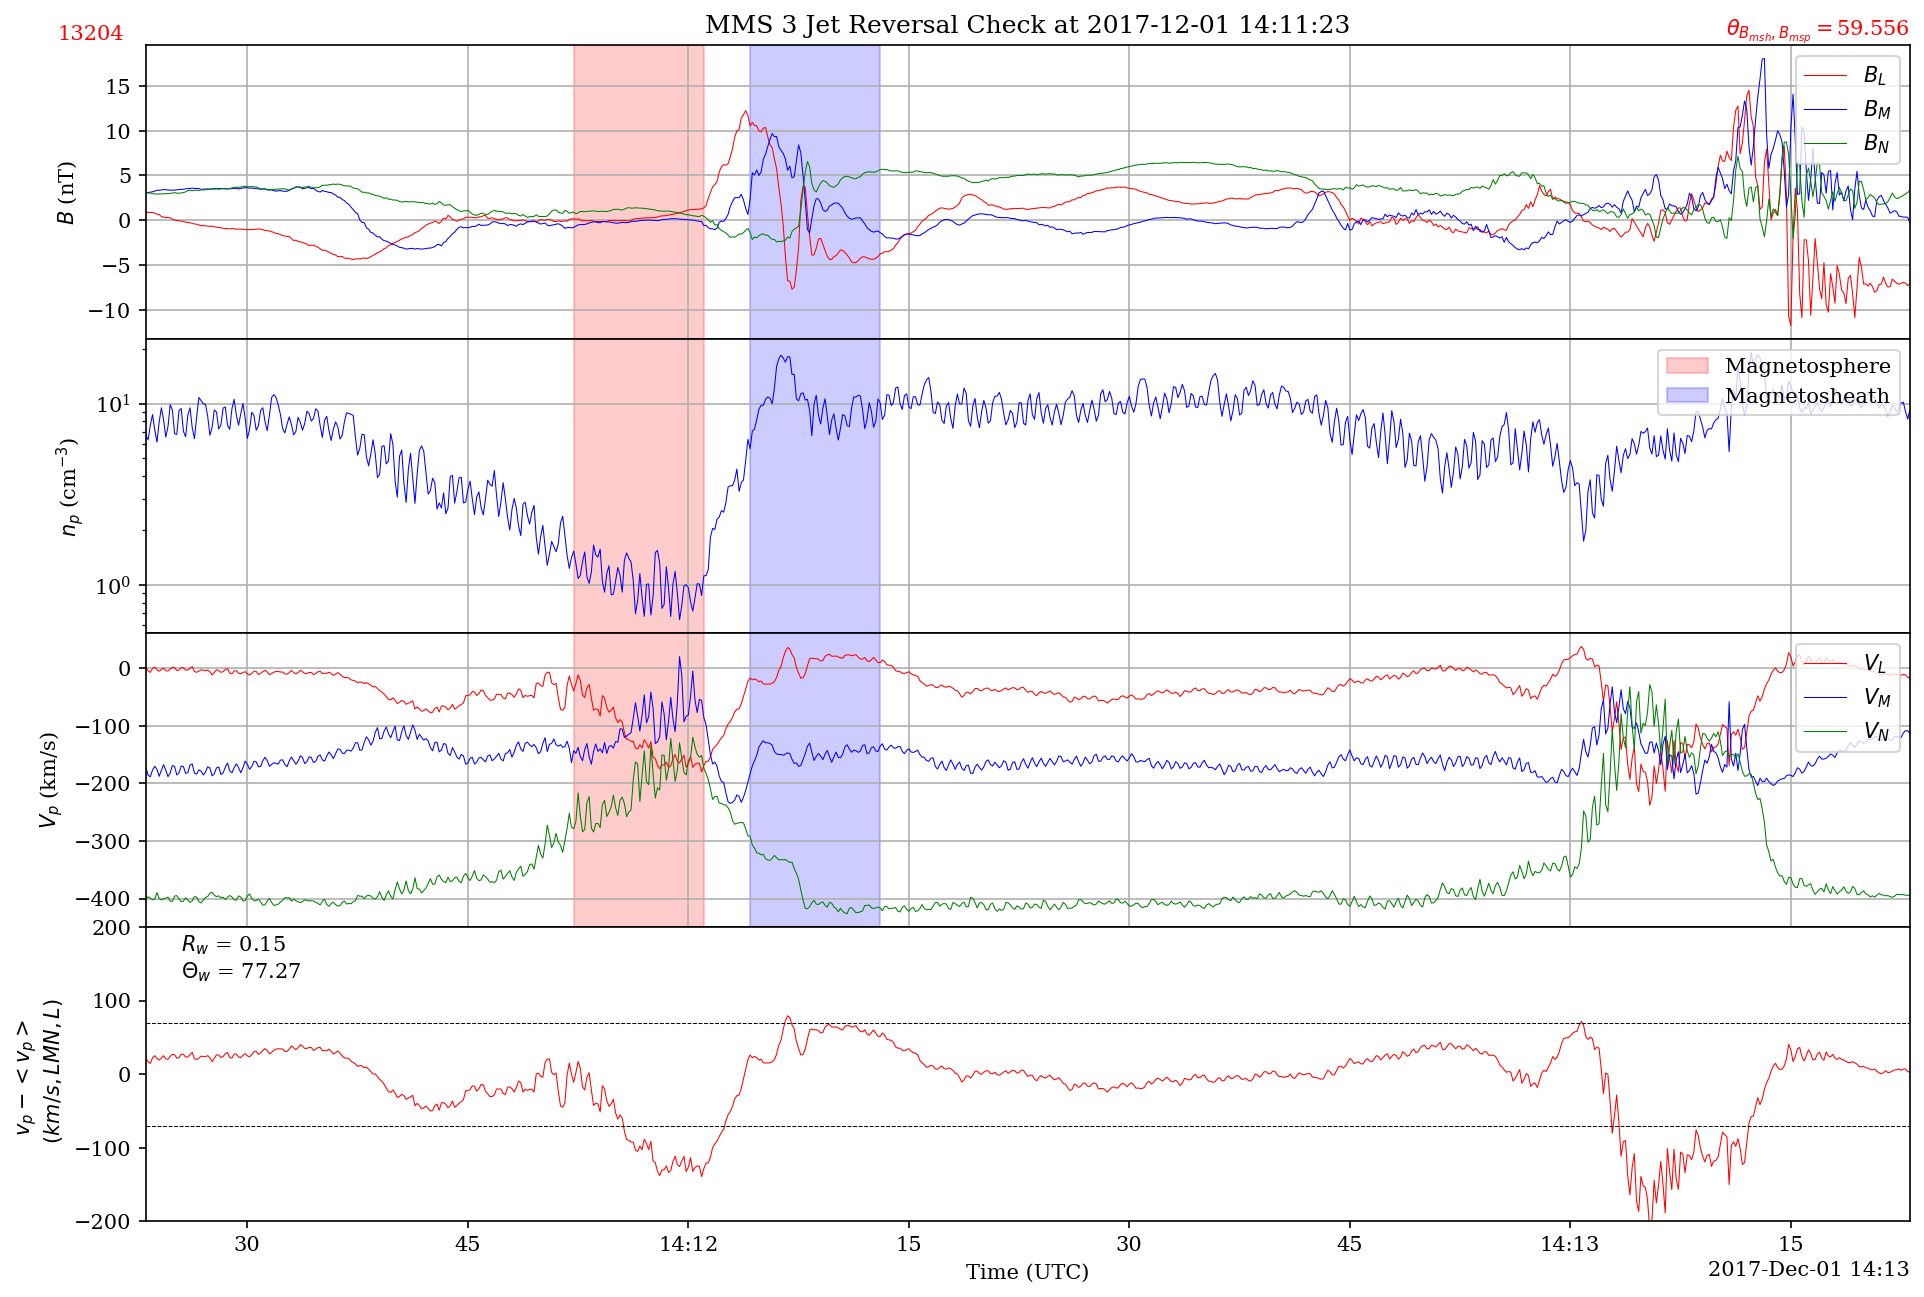 MMS 3 Jet Reversal Check at 2017-12-01 14:11:23
13204
θ_{B_{msh}, B_{msp}} = 59.556
15
10
5
0
−5
−10
B (nT)
B_L
B_M
B_N
10^1
10^0
n_p (cm^{−3})
Magnetosphere
Magnetosheath
0
−100
−200
−300
−400
V_p (km/s)
V_L
V_M
V_N
200
100
0
−100
−200
v_p − < v_p >
(km/s, LMN, L)
R_w = 0.15
Θ_w = 77.27
30
45
14:12
15
30
45
14:13
15
Time (UTC)
2017-Dec-01 14:13